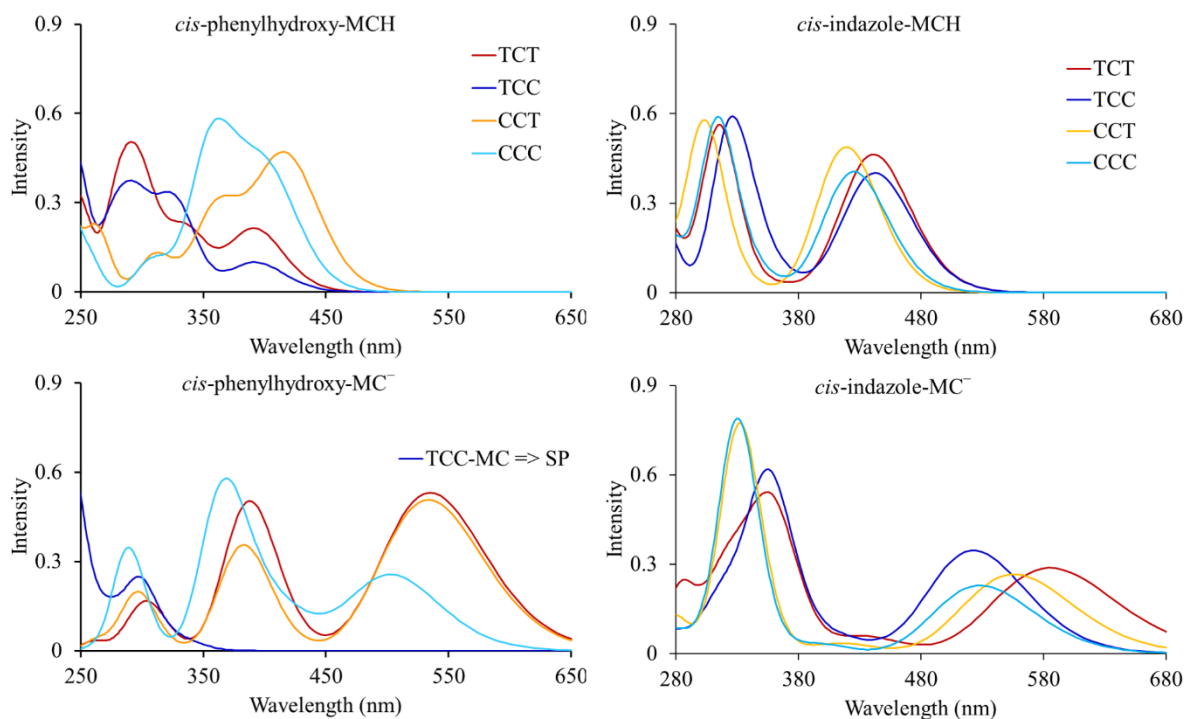 cis-phenylhydroxy-MCH
TCT
TCC
CCT
CCC
0.9
0.6
0.3
0
Intensity
250 350 450 550 650
Wavelength (nm)
cis-indazole-MCH
TCT
TCC
CCT
CCC
0.9
0.6
0.3
0
Intensity
280 380 480 580 680
Wavelength (nm)
cis-phenylhydroxy-MC⁻
TCC-MC => SP
0.9
0.6
0.3
0
Intensity
250 350 450 550 650
Wavelength (nm)
cis-indazole-MC⁻
0.9
0.6
0.3
0
Intensity
280 380 480 580 680
Wavelength (nm)